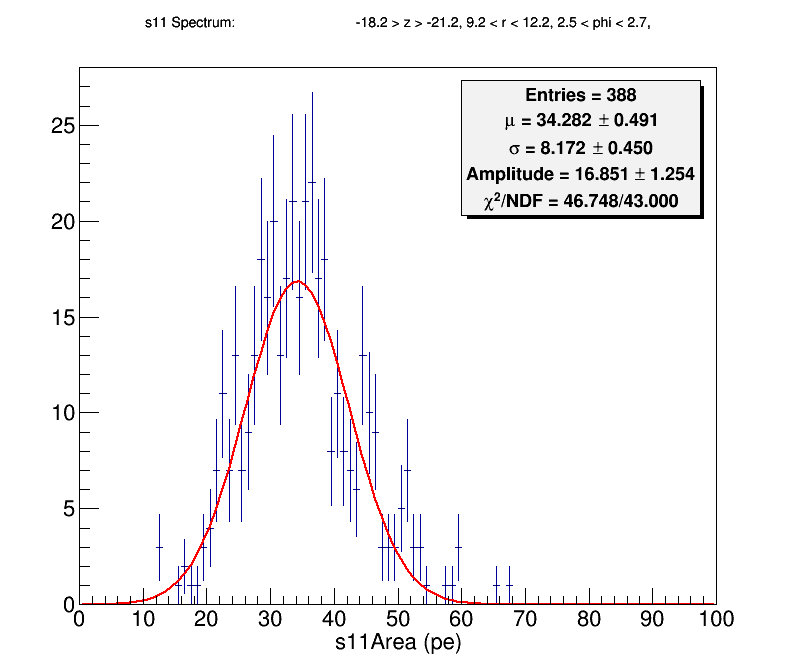 s11 Spectrum: -18.2 > z > -21.2, 9.2 < r < 12.2, 2.5 < phi < 2.7,
Entries = 388
μ = 34.282 ± 0.491
σ = 8.172 ± 0.450
Amplitude = 16.851 ± 1.254
χ²/NDF = 46.748/43.000
25
20
15
10
5
0
0 10 20 30 40 50 60 70 80 90 100
s11Area (pe)